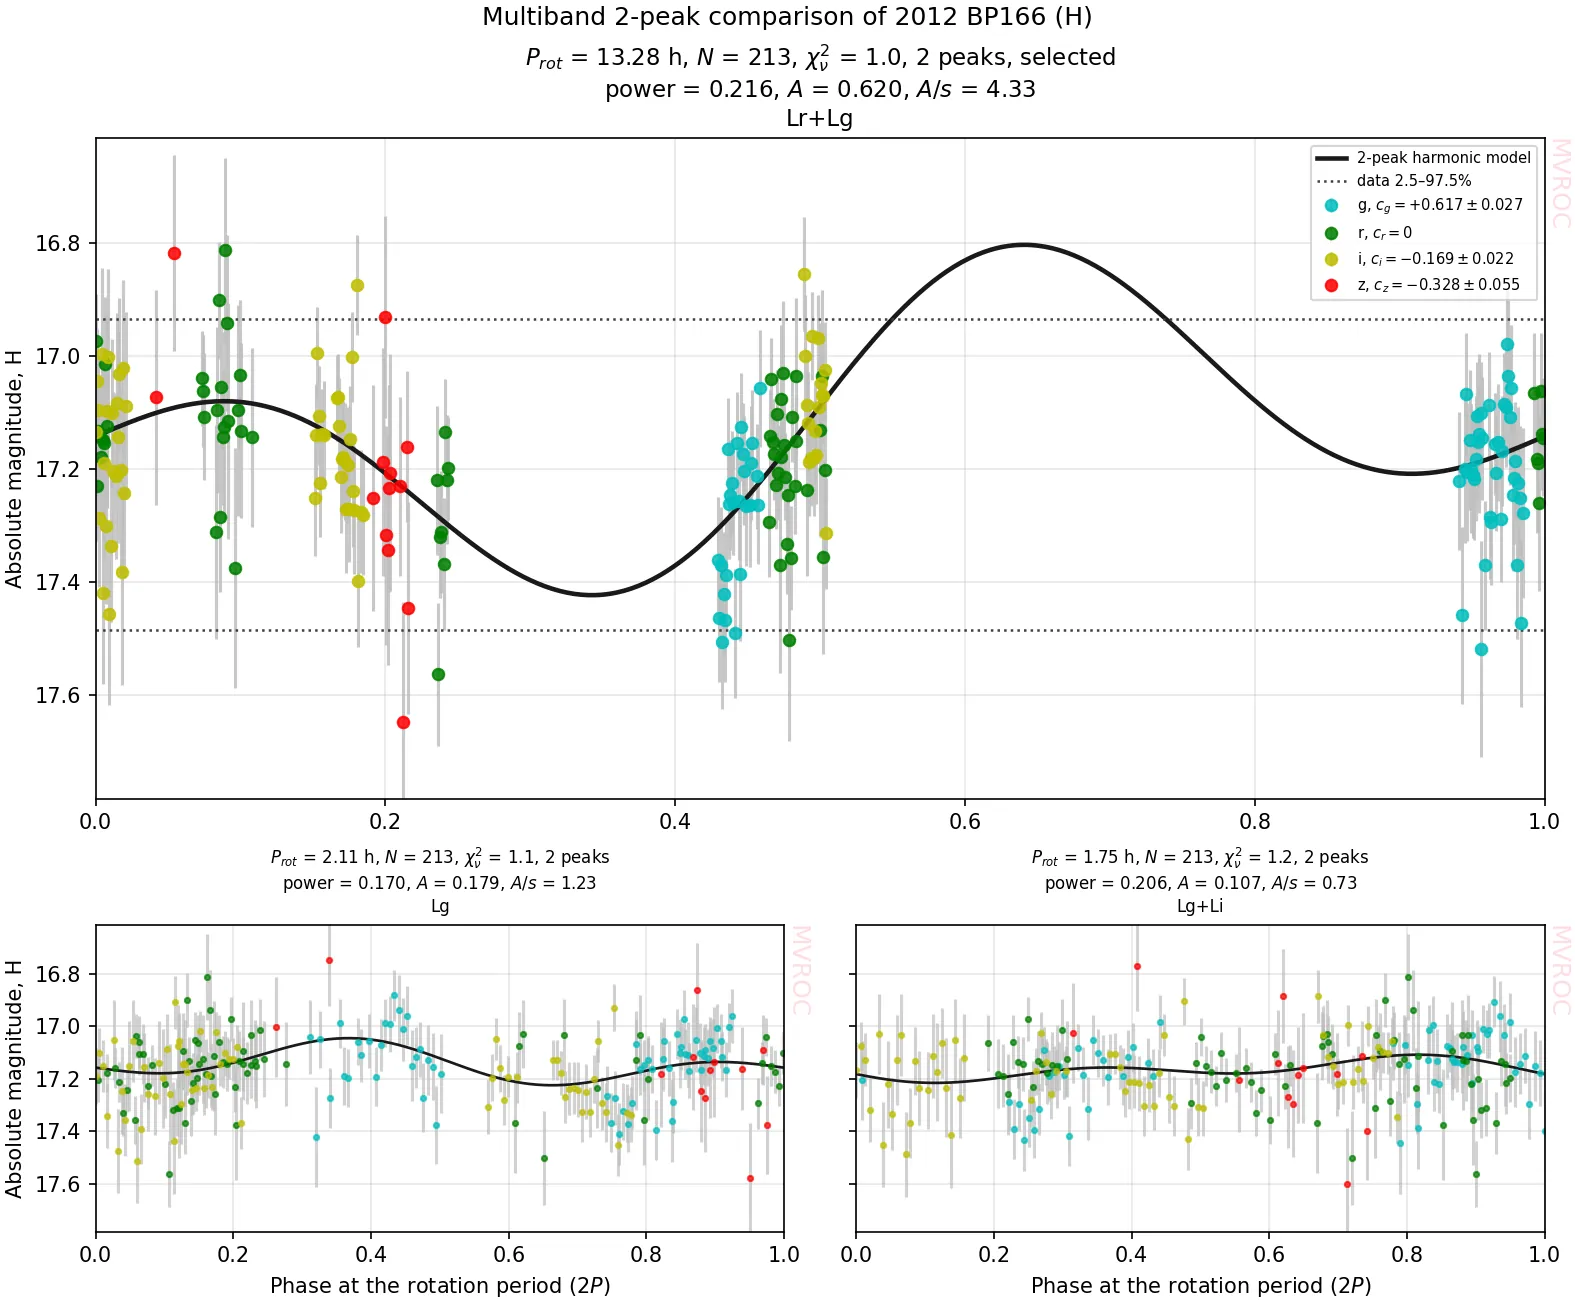 Multiband 2-peak comparison of 2012 BP166 (H)
P_rot = 13.28 h, N = 213, χ²_ν = 1.0, 2 peaks, selected
power = 0.216, A = 0.620, A/s = 4.33
Lr+Lg
2-peak harmonic model
data 2.5–97.5%
g, c_g = +0.617 ± 0.027
r, c_r = 0
i, c_i = −0.169 ± 0.022
z, c_z = −0.328 ± 0.055
MVROC
Absolute magnitude, H
16.8
17.0
17.2
17.4
17.6
0.0 0.2 0.4 0.6 0.8 1.0
P_rot = 2.11 h, N = 213, χ²_ν = 1.1, 2 peaks
power = 0.170, A = 0.179, A/s = 1.23
Lg
MVROC
Absolute magnitude, H
16.8
17.0
17.2
17.4
17.6
0.0 0.2 0.4 0.6 0.8 1.0
Phase at the rotation period (2P)
P_rot = 1.75 h, N = 213, χ²_ν = 1.2, 2 peaks
power = 0.206, A = 0.107, A/s = 0.73
Lg+Li
MVROC
0.0 0.2 0.4 0.6 0.8 1.0
Phase at the rotation period (2P)